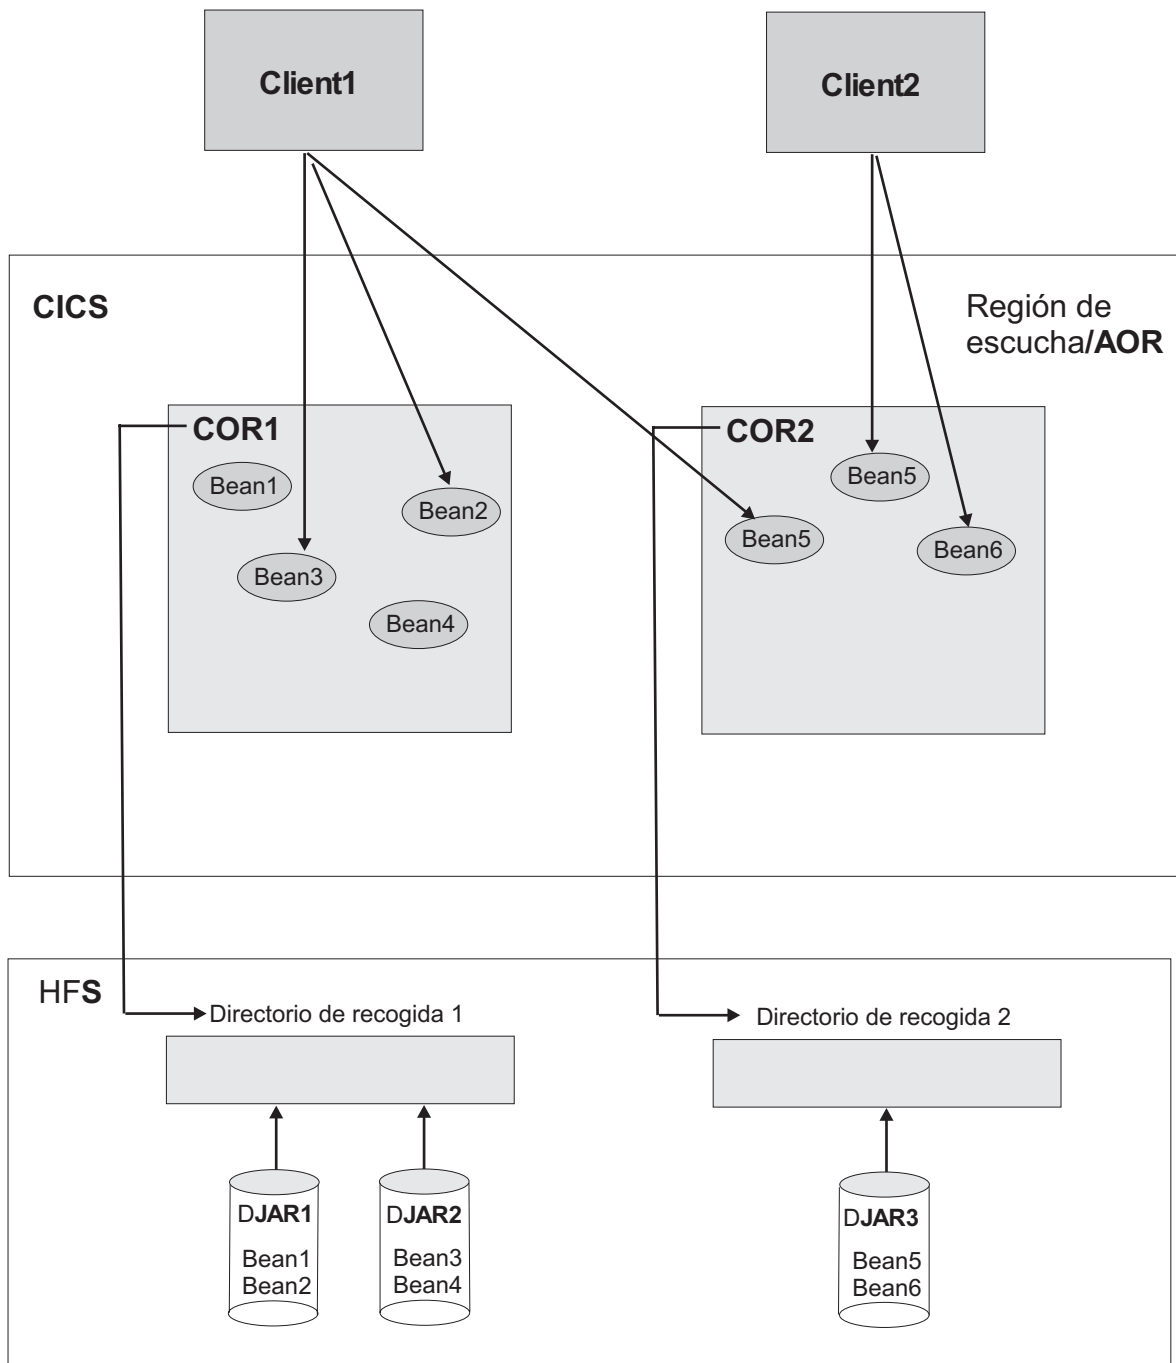 Client1
Client2
CICS
Región de
escucha/AOR
COR1
COR2
Bean1
Bean2
Bean3
Bean4
Bean5
Bean5
Bean6
HFS
Directorio de recogida 1
Directorio de recogida 2
DJAR1
Bean1
Bean2
DJAR2
Bean3
Bean4
DJAR3
Bean5
Bean6